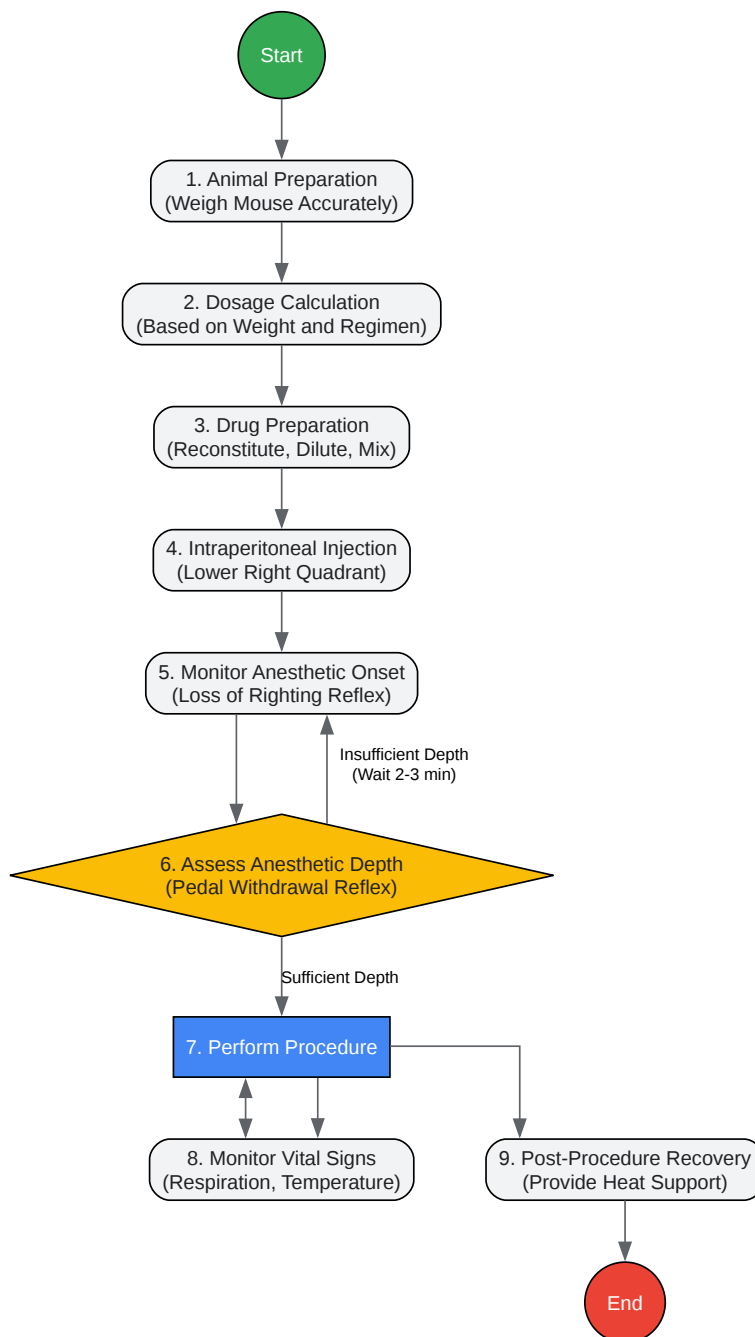 Start
1. Animal Preparation
(Weigh Mouse Accurately)
2. Dosage Calculation
(Based on Weight and Regimen)
3. Drug Preparation
(Reconstitute, Dilute, Mix)
4. Intraperitoneal Injection
(Lower Right Quadrant)
5. Monitor Anesthetic Onset
(Loss of Righting Reflex)
Insufficient Depth
(Wait 2-3 min)
6. Assess Anesthetic Depth
(Pedal Withdrawal Reflex)
Sufficient Depth
7. Perform Procedure
8. Monitor Vital Signs
(Respiration, Temperature)
9. Post-Procedure Recovery
(Provide Heat Support)
End